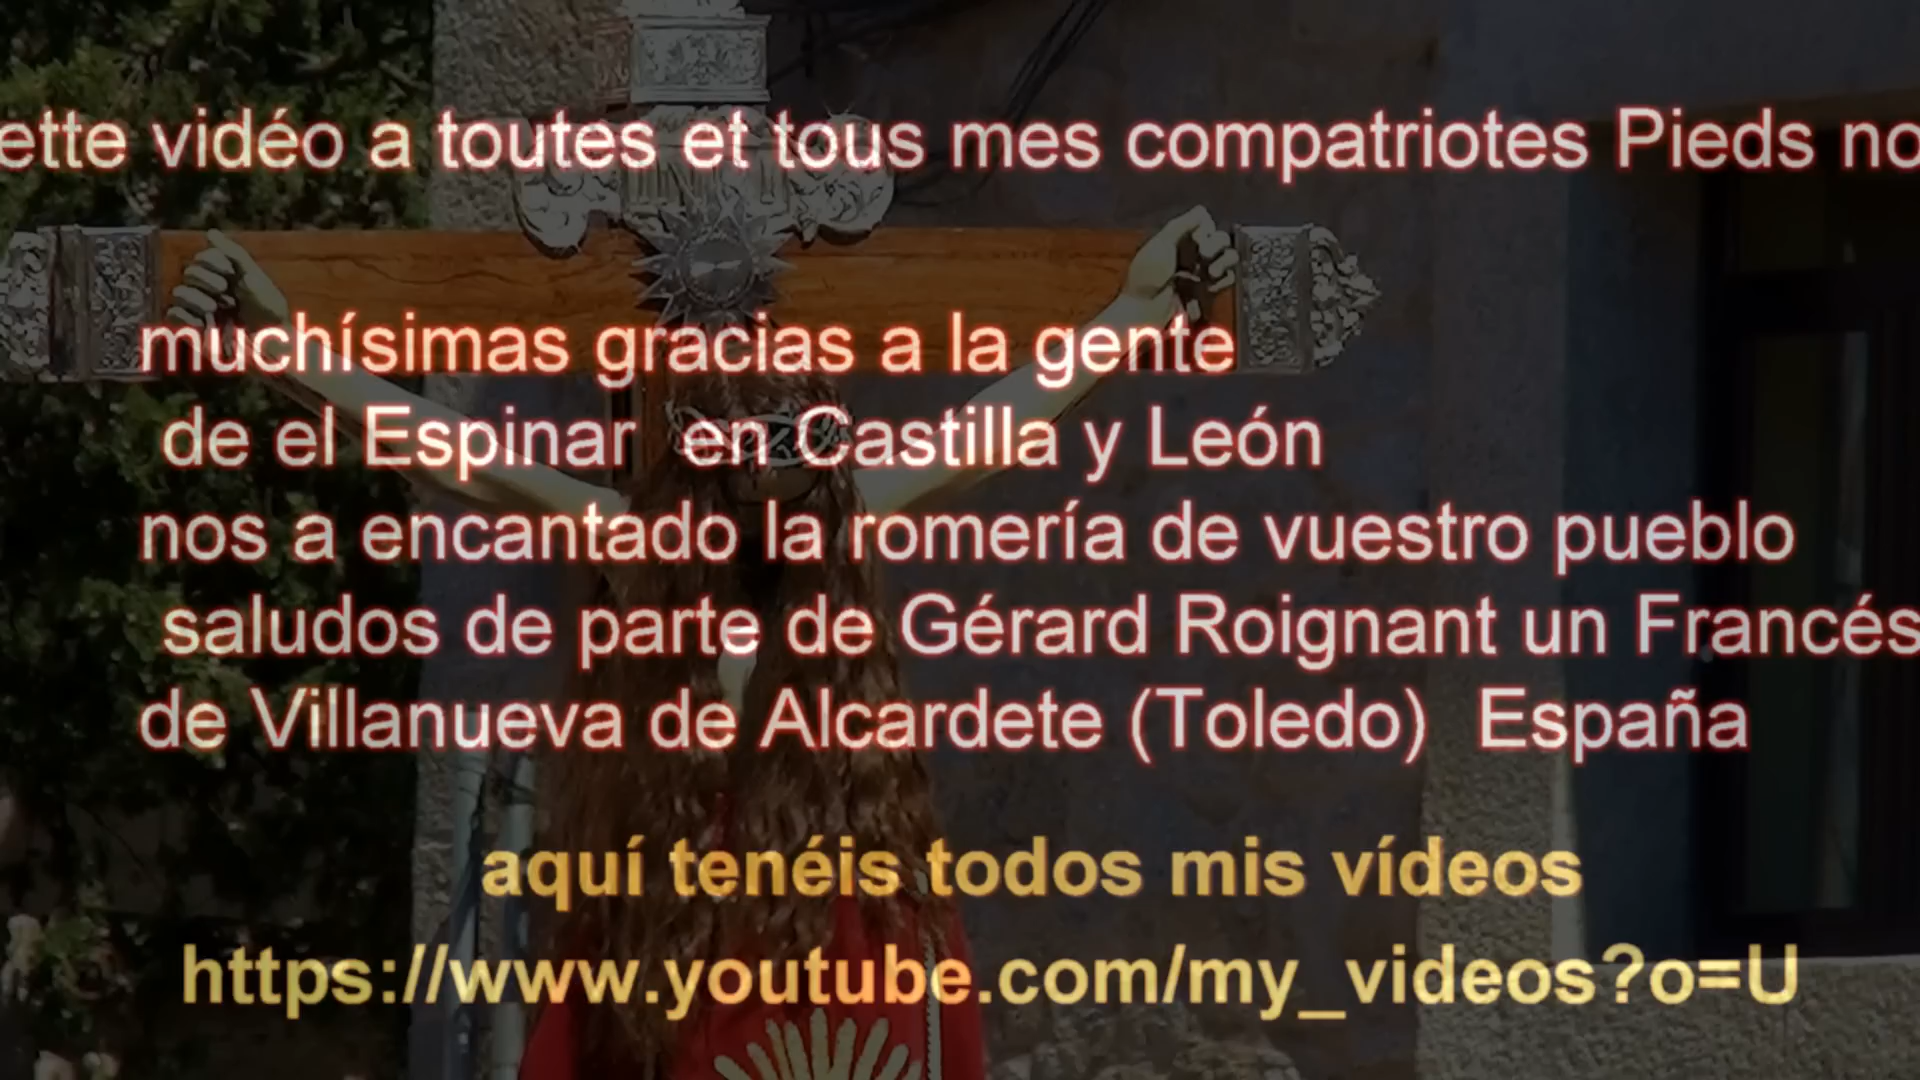 ette vidéo a toutes et tous mes compatriotes Pieds no
muchísimas gracias a la gente
de el Espinar en Castilla y León
nos a encantado la romería de vuestro pueblo
saludos de parte de Gérard Roignant un Francés
de Villanueva de Alcardete (Toledo) España
aquí tenéis todos mis vídeos
https://www.youtube.com/my_videos?o=U